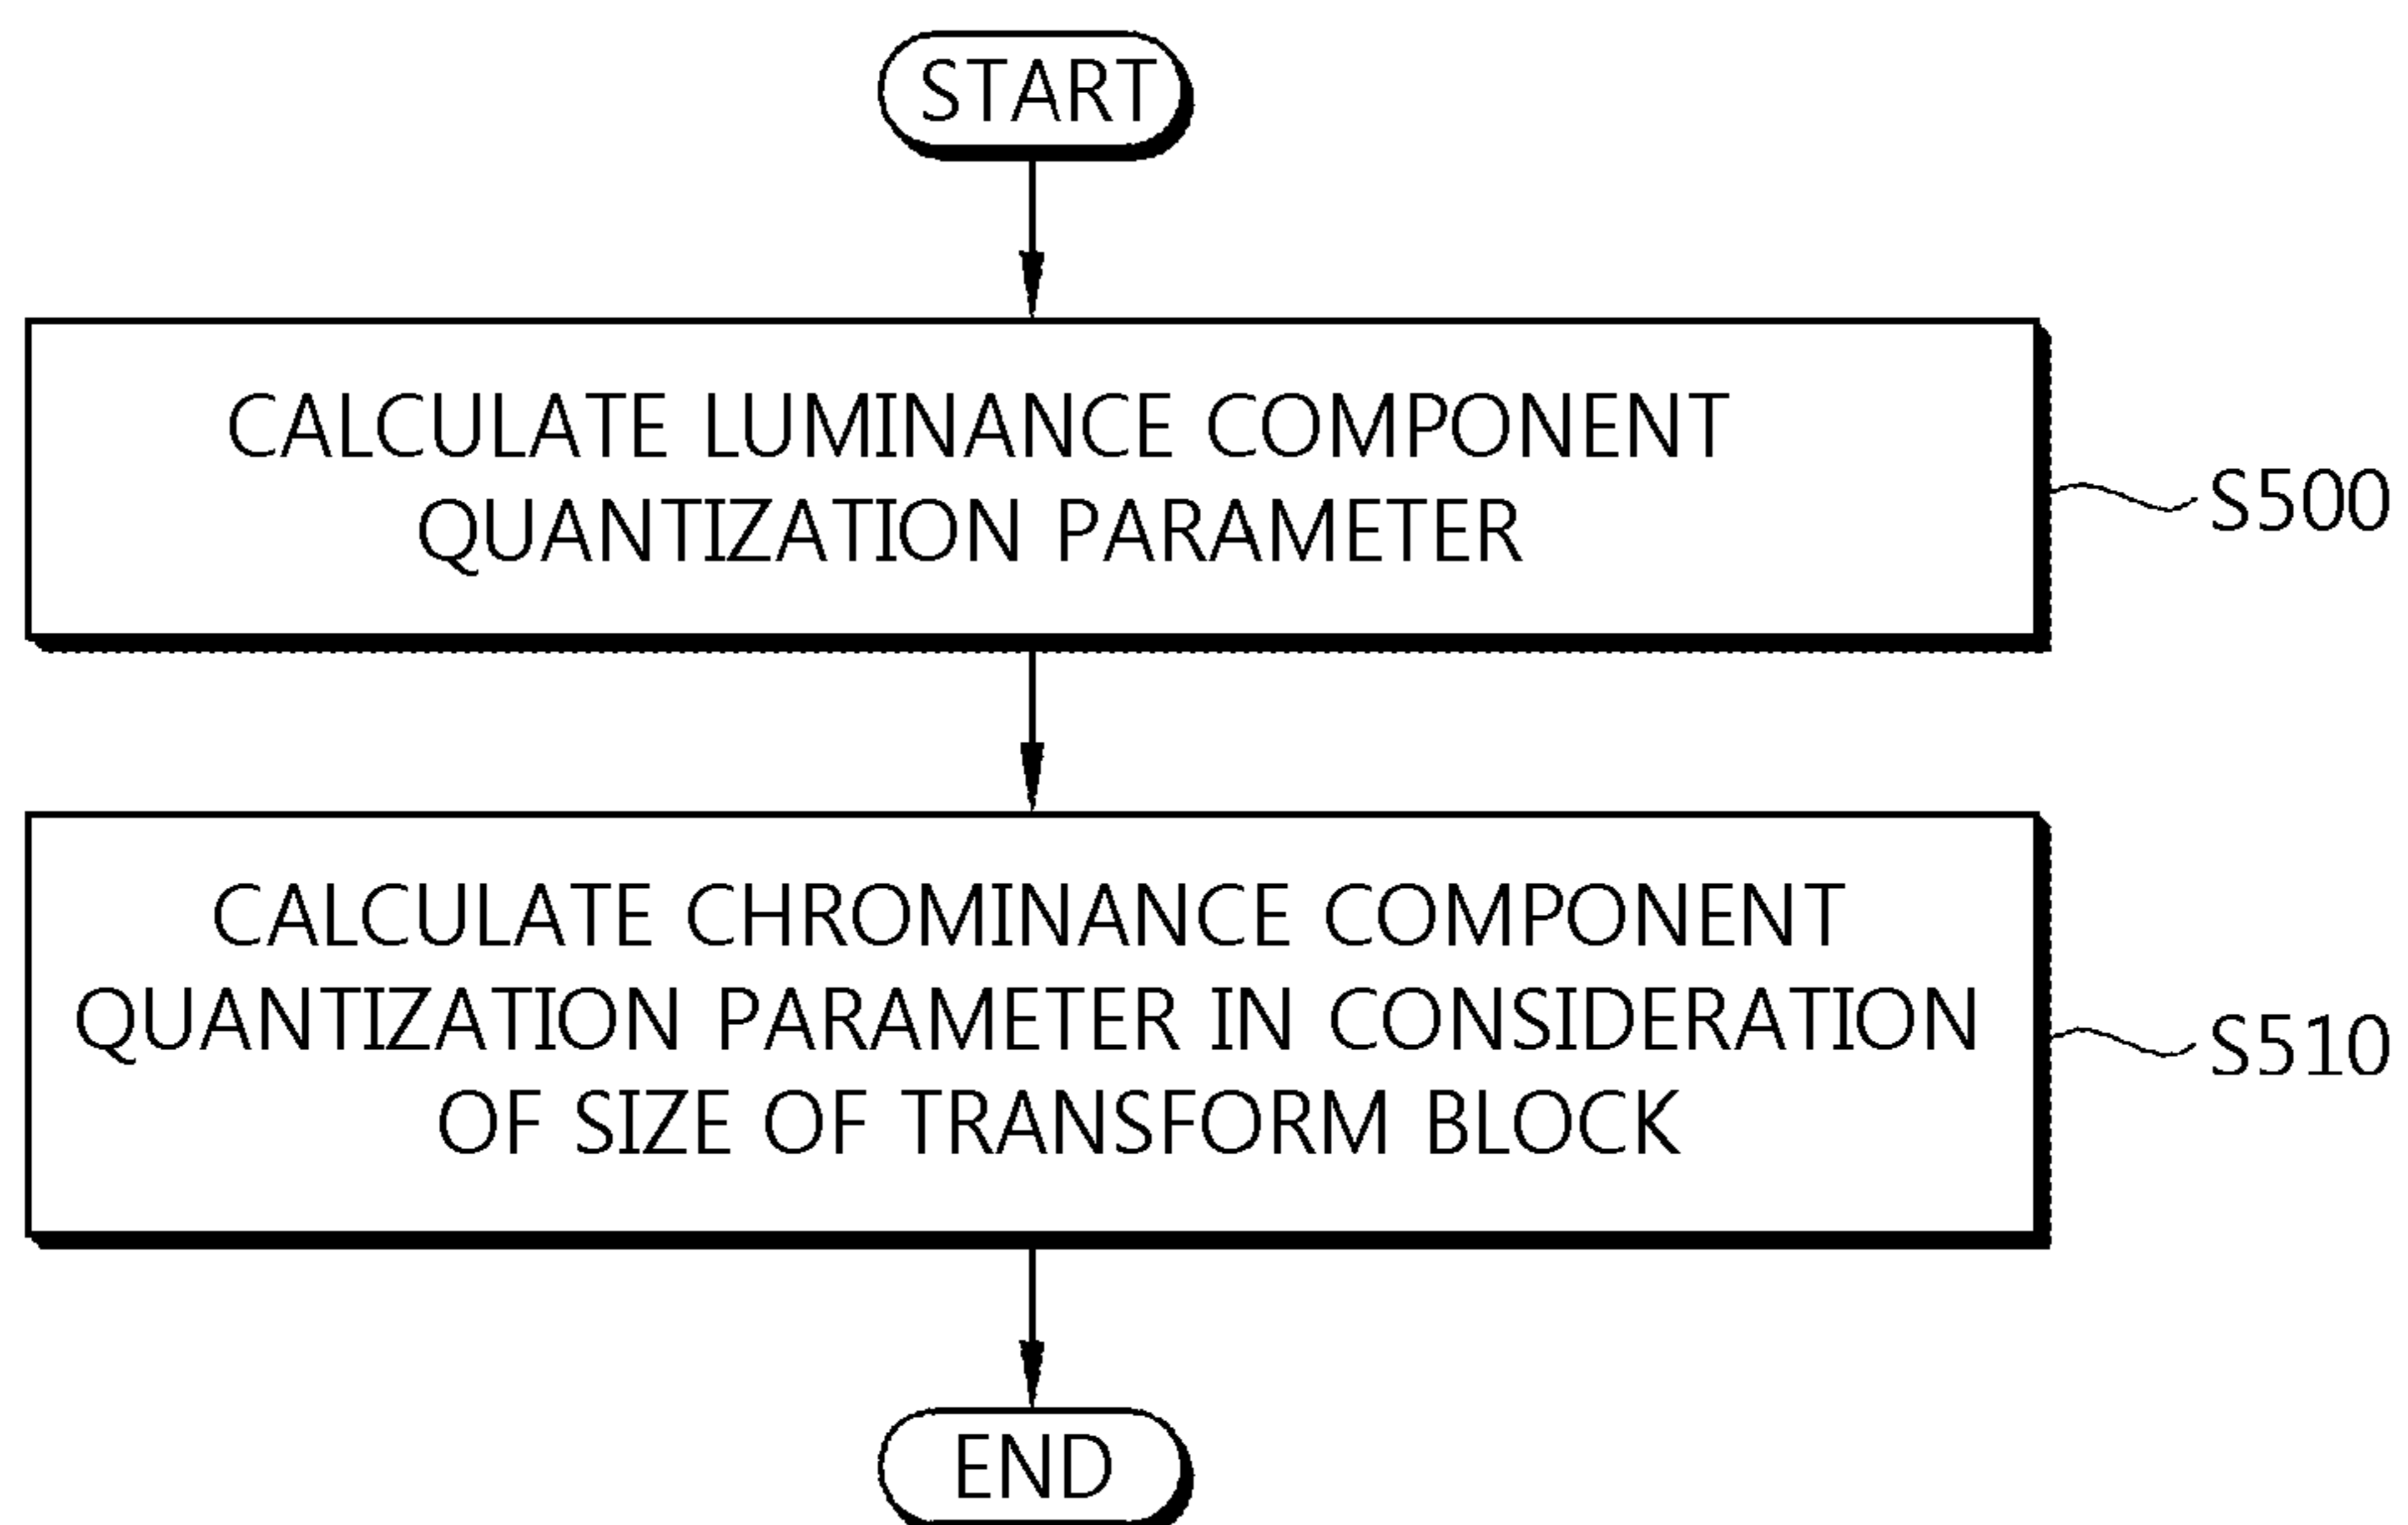 START
CALCULATE LUMINANCE COMPONENT
QUANTIZATION PARAMETER
S500
CALCULATE CHROMINANCE COMPONENT
QUANTIZATION PARAMETER IN CONSIDERATION
OF SIZE OF TRANSFORM BLOCK
S510
END